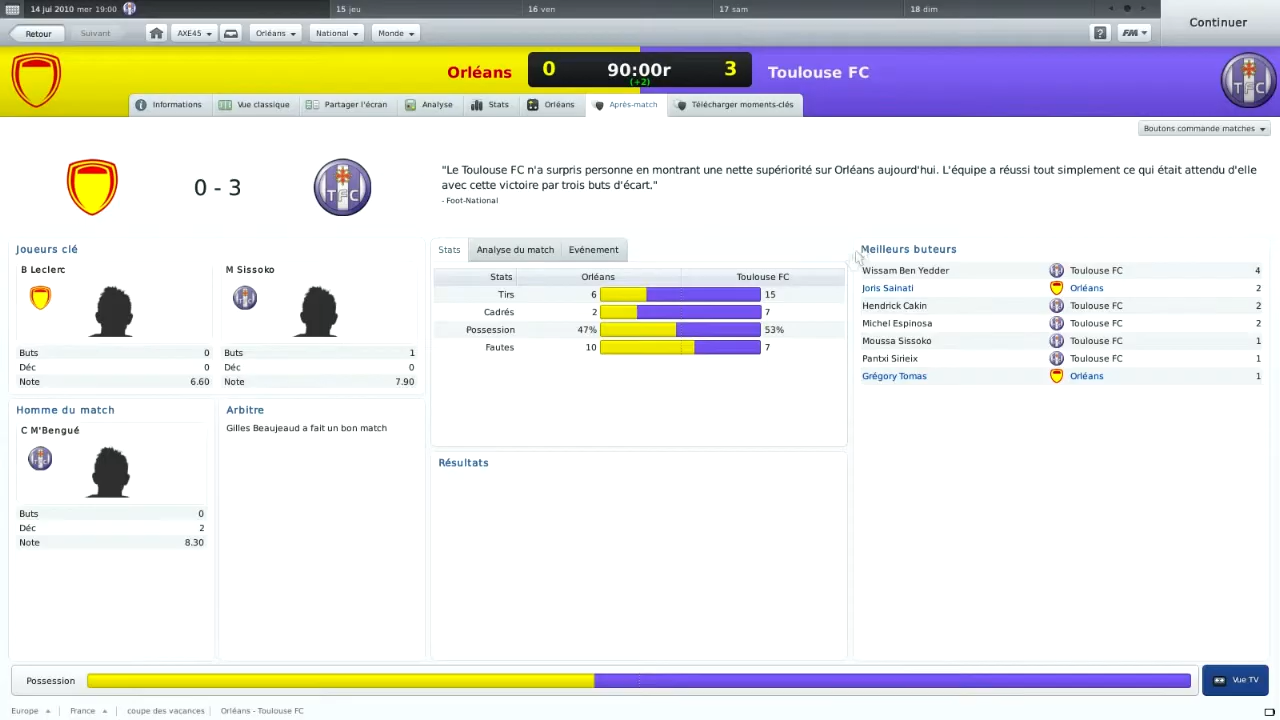 14 jul 2010 mer 19:00
15 jeu
16 ven
17 sam
18 dim
Continuer
Retour
Suivant
AXE45
Orléans
National
Monde
?
FM
Orléans
0
90:00r
(+2)
3
Toulouse FC
TFC
Informations
Vue classique
Partager l'écran
Analyse
Stats
Orléans
Après-match
Télécharger moments-clés
Boutons commande matches
0 - 3
TFC
"Le Toulouse FC n'a surpris personne en montrant une nette supériorité sur Orléans aujourd'hui. L'équipe a réussi tout simplement ce qui était attendu d'elle
avec cette victoire par trois buts d'écart."
- Foot-National
Joueurs clé
B Leclerc
Buts 0
Déc 0
Note 6.60
M Sissoko
Buts 1
Déc 0
Note 7.90
Homme du match
C M'Bengué
Buts 0
Déc 2
Note 8.30
Arbitre
Gilles Beaujeaud a fait un bon match
Stats
Analyse du match
Evénement
Stats Orléans Toulouse FC
Tirs 6 15
Cadrés 2 7
Possession 47% 53%
Fautes 10 7
Résultats
Meilleurs buteurs
Wissam Ben Yedder Toulouse FC 4
Joris Sainati Orléans 2
Hendrick Cakin Toulouse FC 2
Michel Espinosa Toulouse FC 2
Moussa Sissoko Toulouse FC 1
Pantxi Sirieix Toulouse FC 1
Grégory Tomas Orléans 1
Possession
Vue TV
Europe
France
coupe des vacances
Orléans - Toulouse FC